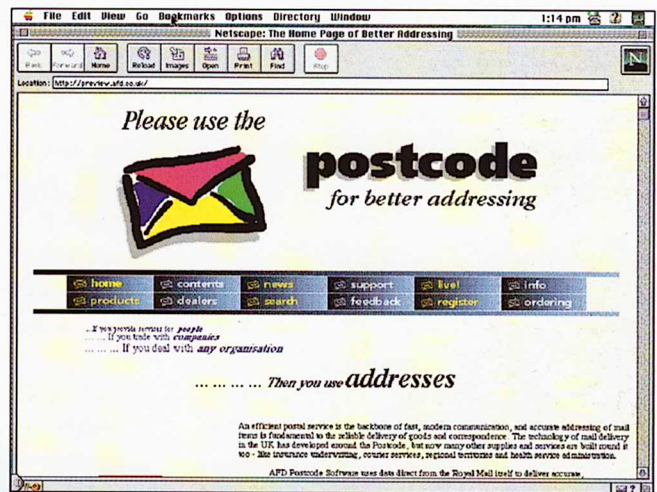 File Edit View Go Bookmarks Options Directory Window 1:14 pm
Netscape: The Home Page of Better Addressing
Back Forward Home Reload Images Open Print Find Stop
N
Location: http://preview.afd.co.uk/
Please use the
postcode
for better addressing
home contents news support live! info
products dealers search feedback register ordering
...If you provide services for people
... ... If you trade with companies
... ... ... If you deal with any organisation
... ... ... ... Then you use addresses
An efficient postal service is the backbone of fast, modern communication, and accurate addressing of mail
items is fundamental to the reliable delivery of goods and correspondence. The technology of mail delivery
in the UK has developed around the Postcode, but now many other supplies and services are built round it
too - like insurance underwriting, courier services, regional territories and health service administration.
AFD Postcode Software uses data direct from the Royal Mail itself to deliver accurate,